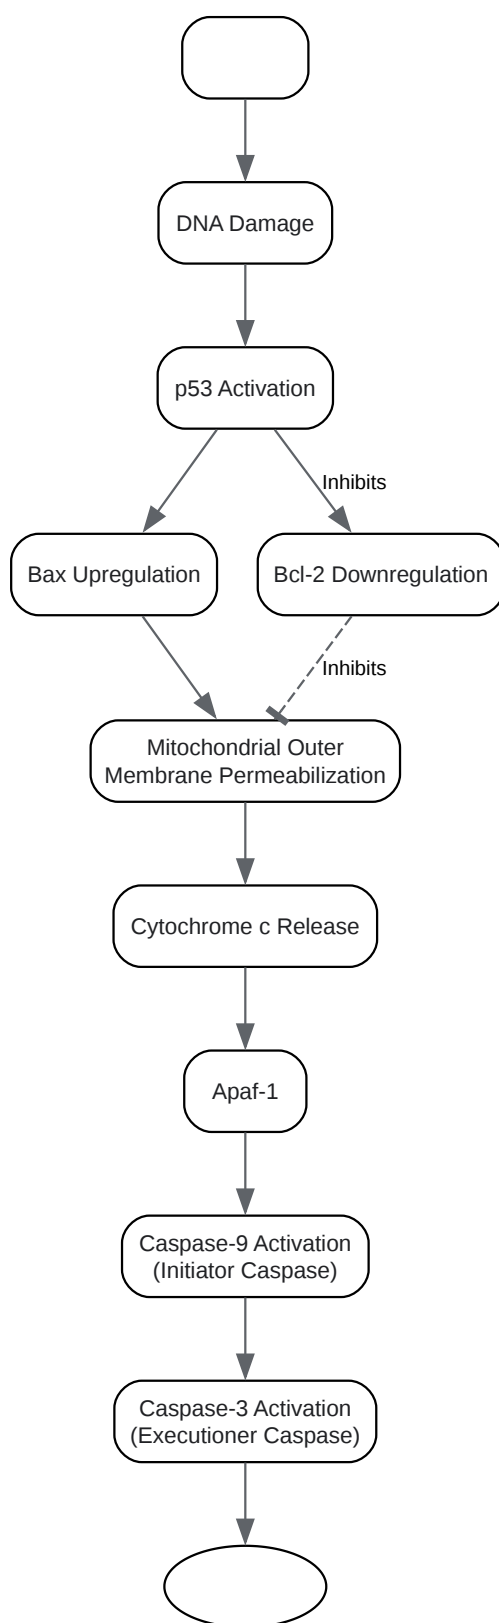 DNA Damage
p53 Activation
Inhibits
Bax Upregulation
Bcl-2 Downregulation
Inhibits
Mitochondrial Outer
Membrane Permeabilization
Cytochrome c Release
Apaf-1
Caspase-9 Activation
(Initiator Caspase)
Caspase-3 Activation
(Executioner Caspase)